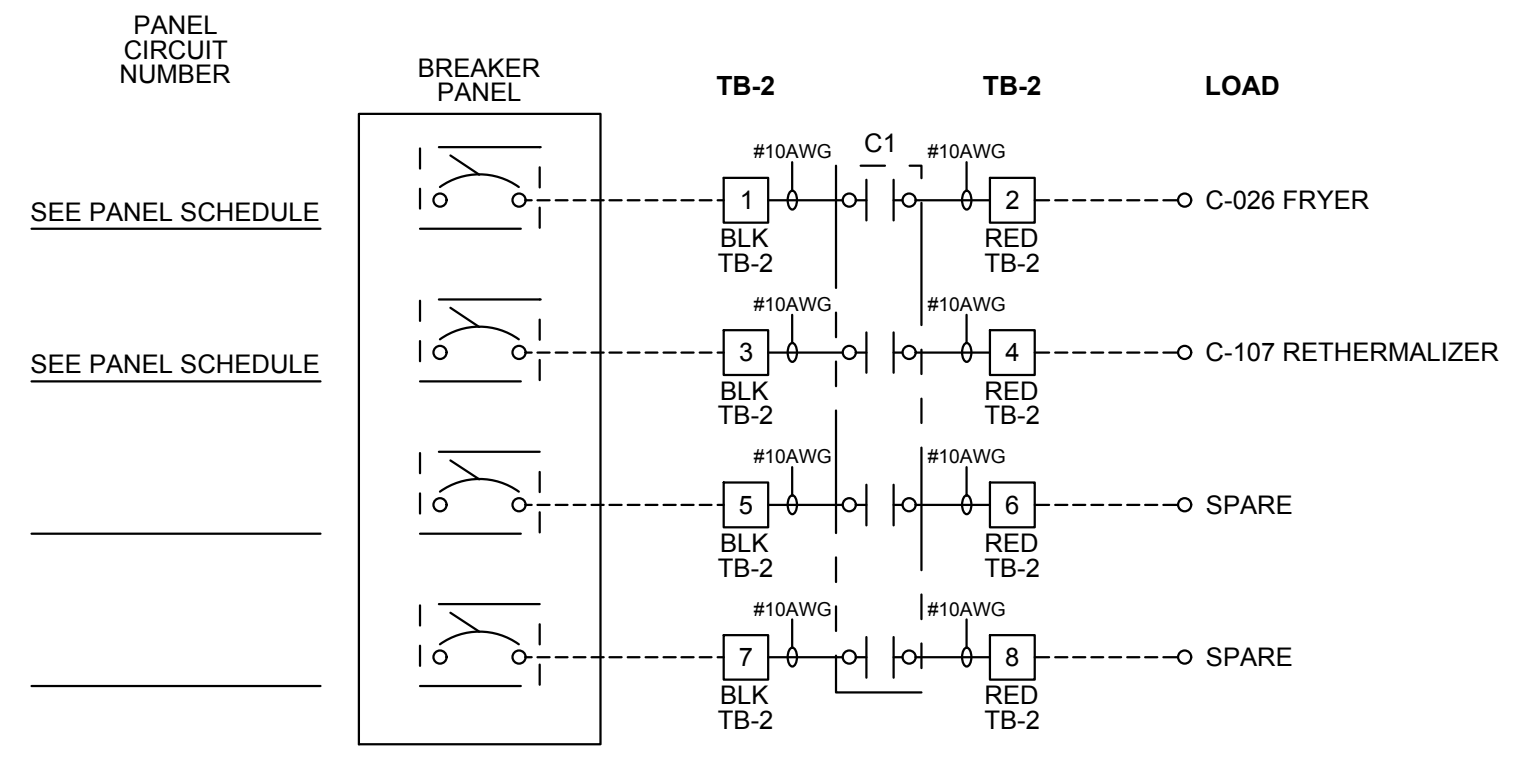 PANEL
CIRCUIT
NUMBER
BREAKER
PANEL
TB-2
TB-2
LOAD
C1
#10AWG
#10AWG
SEE PANEL SCHEDULE
1
2
C-026 FRYER
BLK
TB-2
RED
TB-2
#10AWG
#10AWG
SEE PANEL SCHEDULE
3
4
C-107 RETHERMALIZER
BLK
TB-2
RED
TB-2
#10AWG
#10AWG
5
6
SPARE
BLK
TB-2
RED
TB-2
#10AWG
#10AWG
7
8
SPARE
BLK
TB-2
RED
TB-2